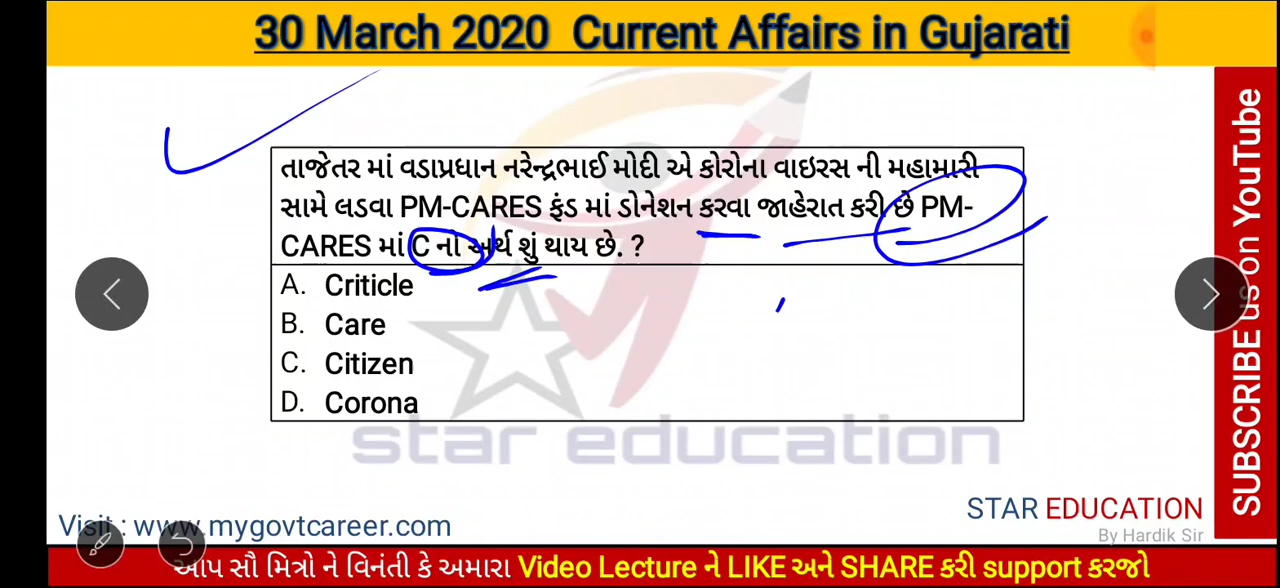 30 March 2020 Current Affairs in Gujarati
તાજેતર માં વડાપ્રધાન નરેન્દ્રભાઈ મોદી એ કોરોના વાઇરસ ની મહામારી
સામે લડવા PM-CARES ફંડ માં ડોનેશન કરવા જાહેરાત કરી છે PM-
CARES માં C નો અર્થ શું થાય છે. ?
A. Criticle
B. Care
C. Citizen
D. Corona
star education
STAR EDUCATION
Visit : www.mygovtcareer.com
By Hardik Sir
આપ સૌ મિત્રો ને વિનંતી કે અમારા Video Lecture ને LIKE અને SHARE કરી support કરજો
SUBSCRIBE us on YouTube